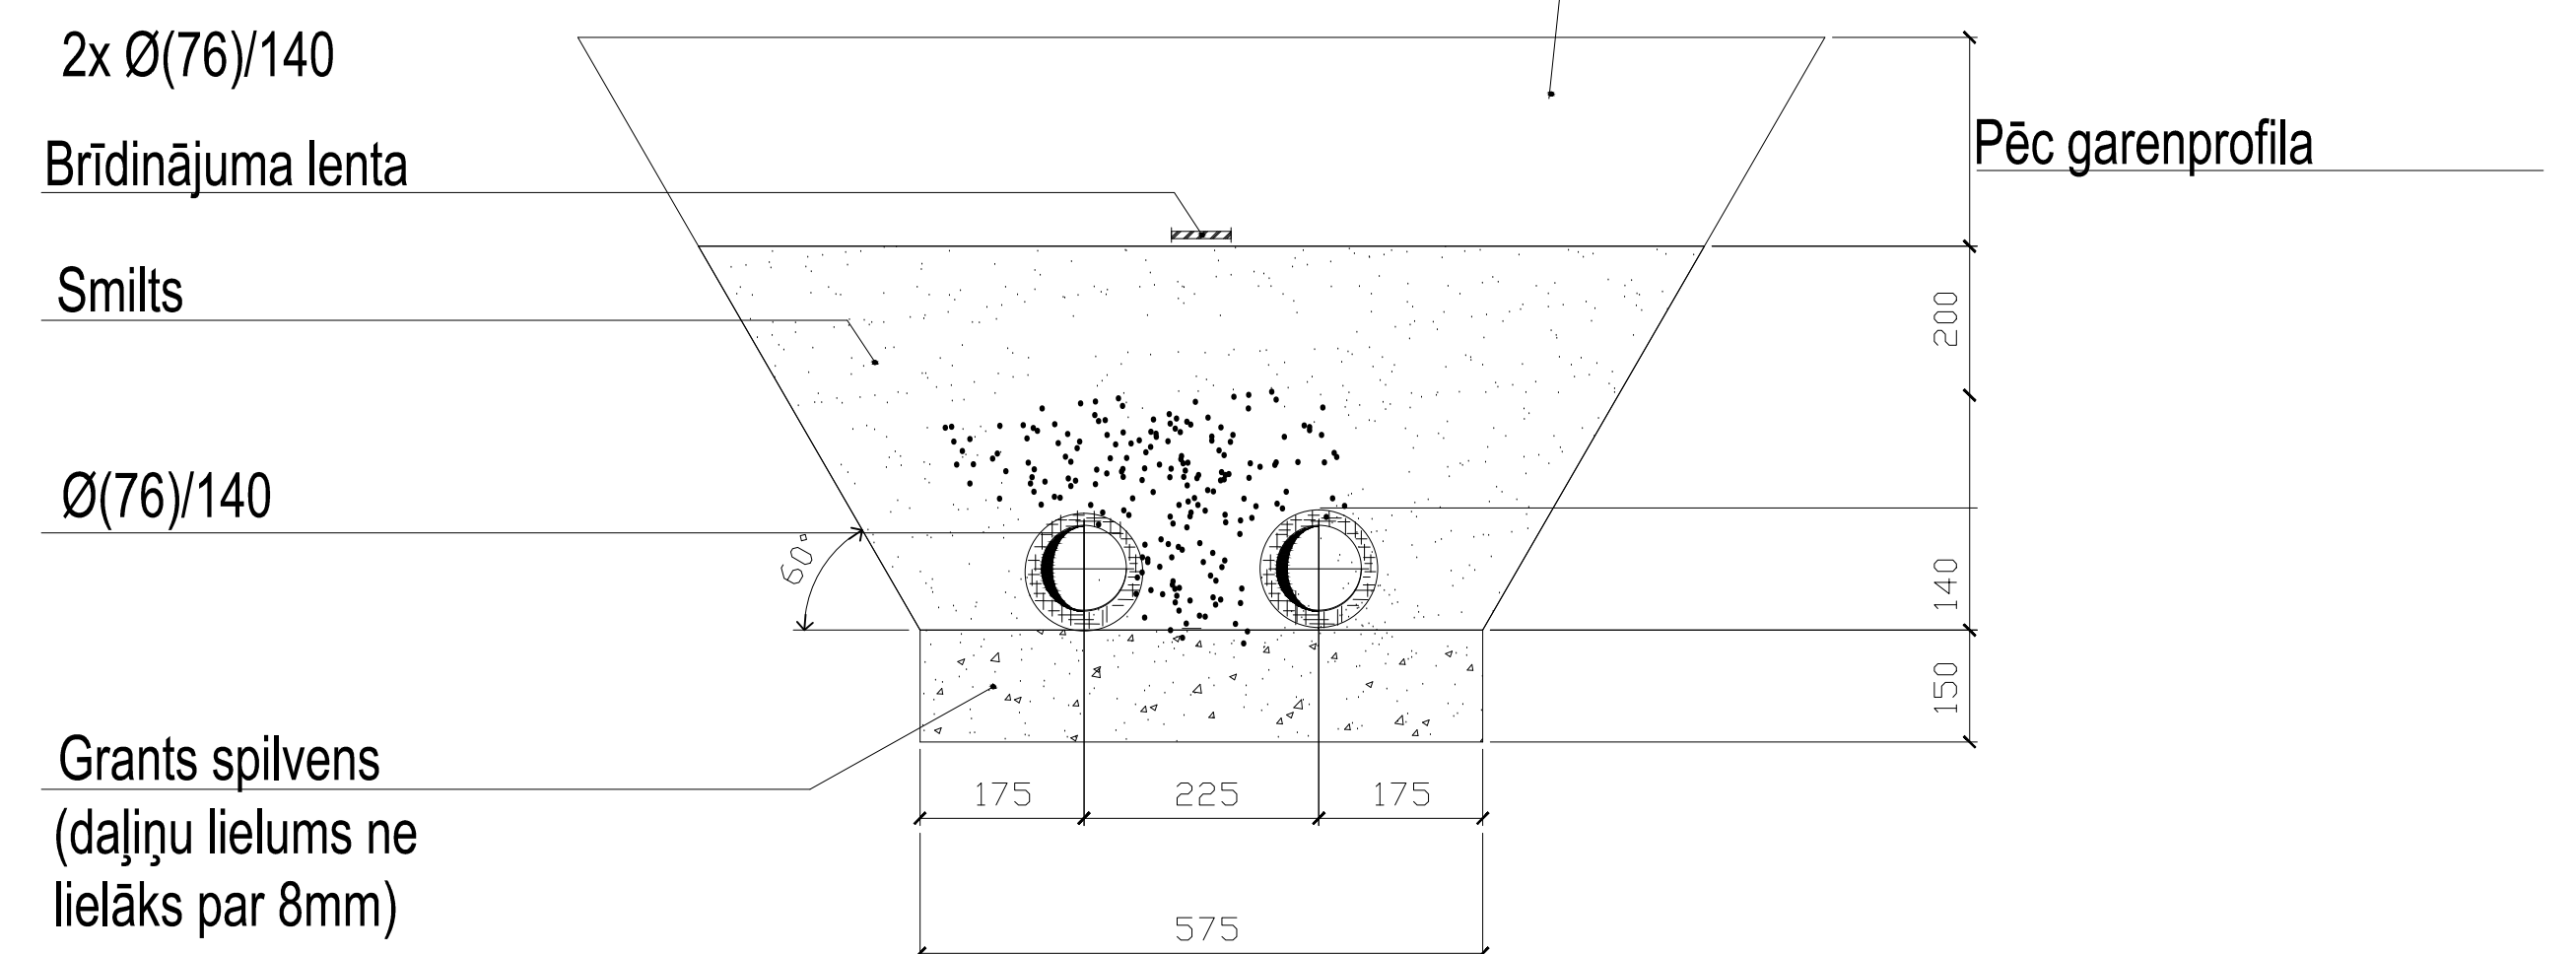 2x Ø(76)/140
Brīdinājuma lenta
Pēc garenprofila
Smilts
200
Ø(76)/140
60°
140
150
Grants spilvens
(daļiņu lielums ne
lielāks par 8mm)
175
225
175
575